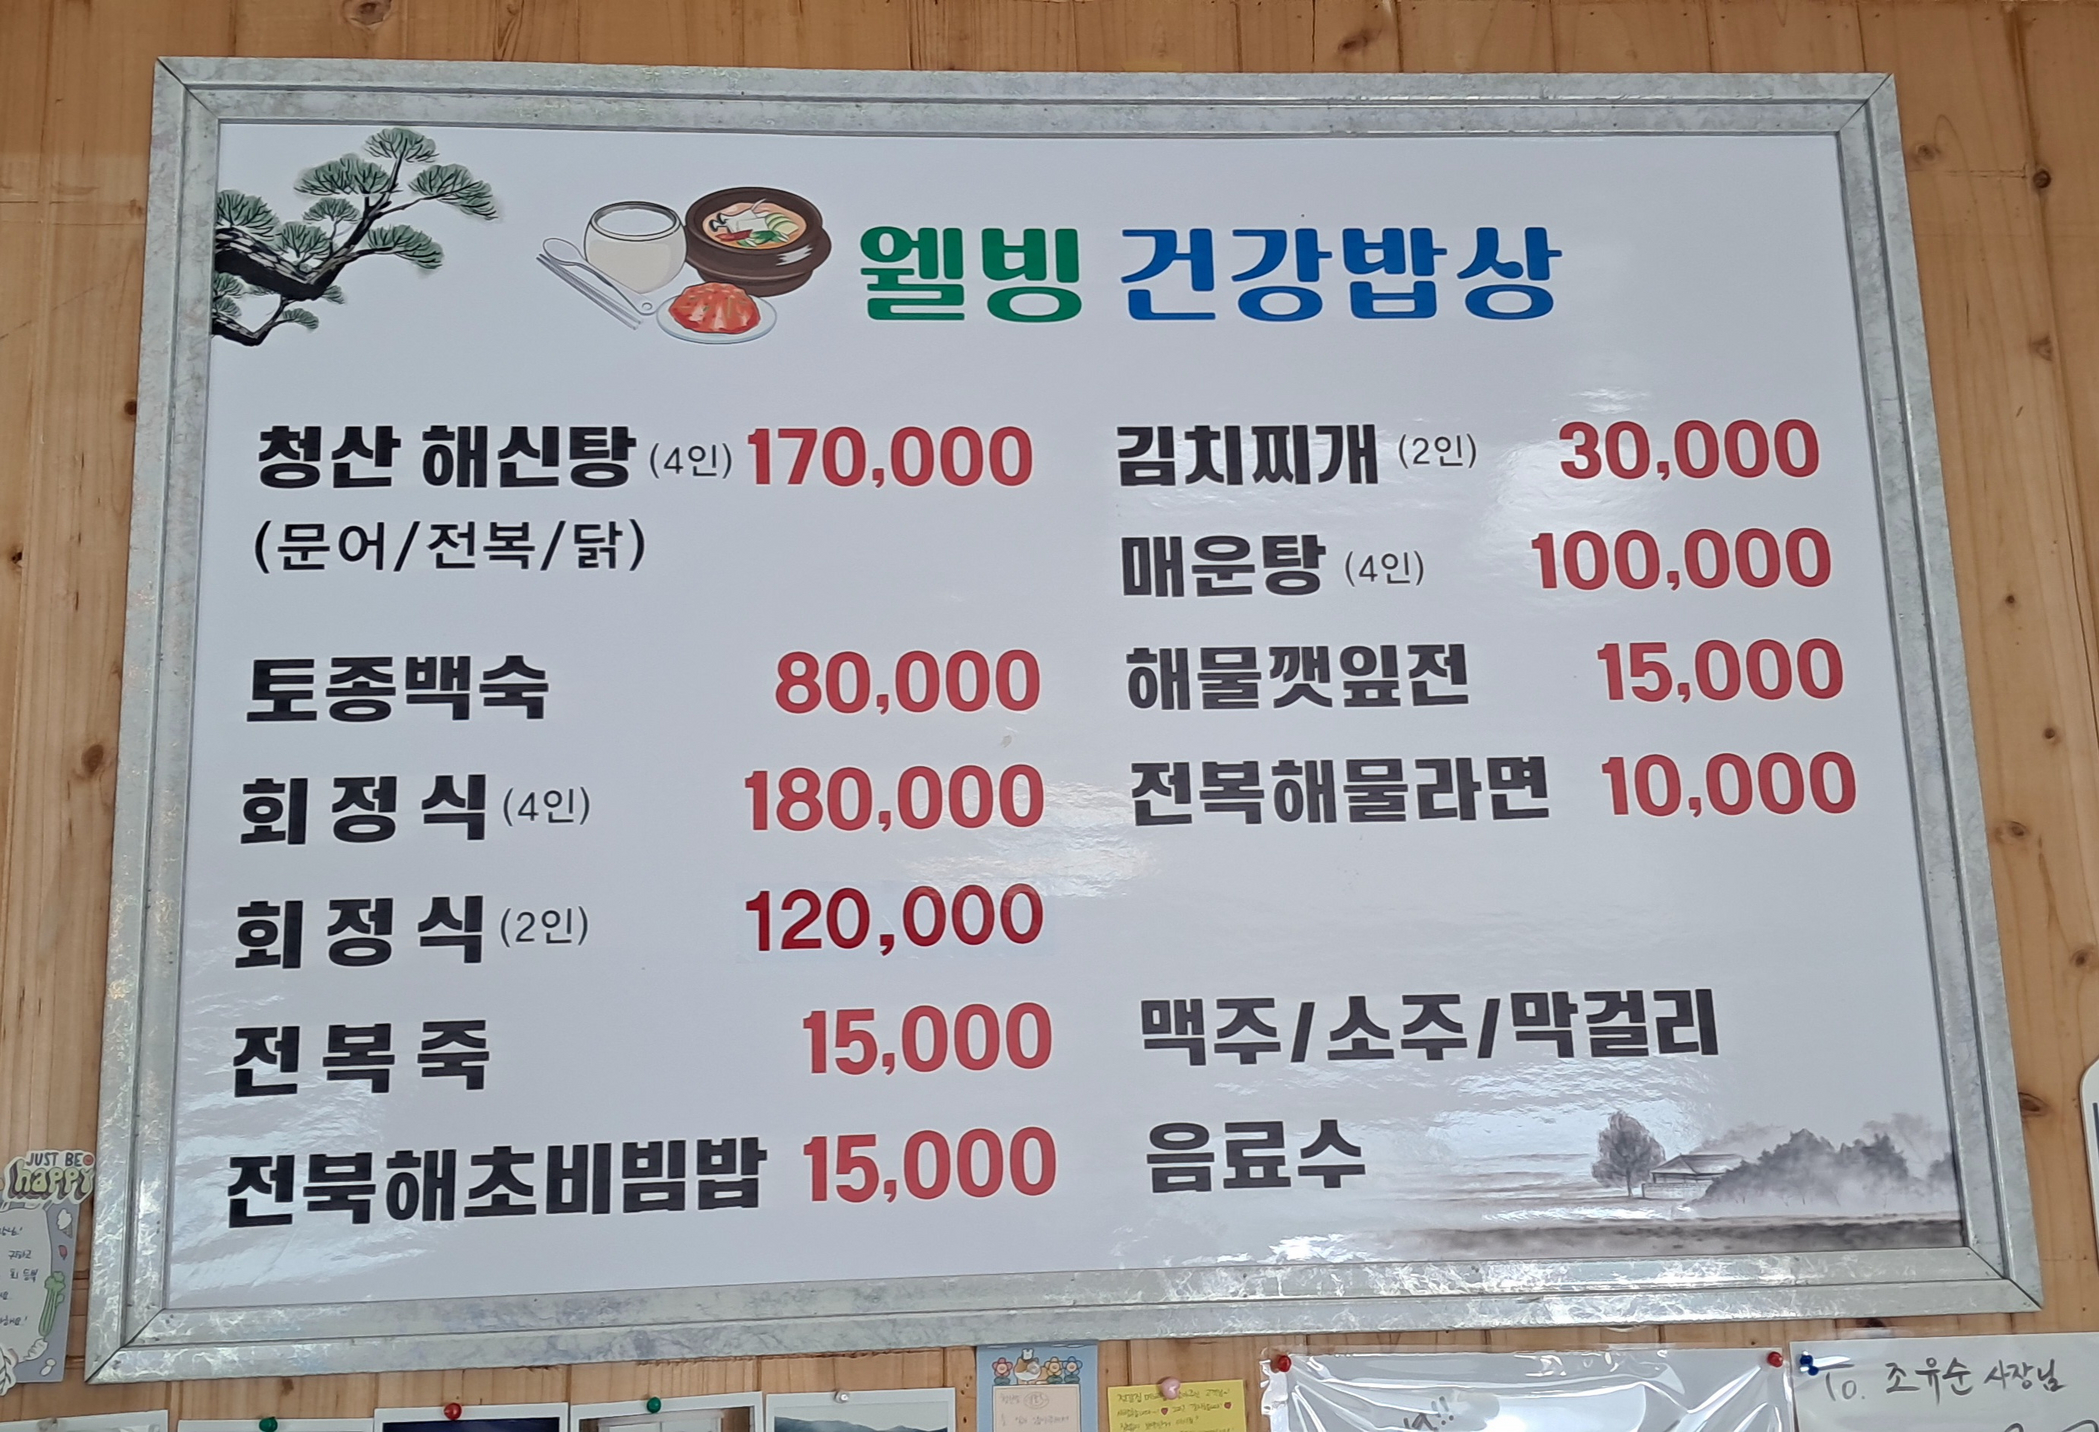 웰빙 건강밥상
청산 해신탕 (4인) 170,000
(문어/전복/닭)
토종백숙 80,000
회 정 식 (4인) 180,000
회 정 식 (2인) 120,000
전 복 죽 15,000
전북해초비빔밥 15,000
김치찌개 (2인) 30,000
매운탕 (4인) 100,000
해물깻잎전 15,000
전복해물라면 10,000
맥주/소주/막걸리
음료수
JUST BE
happy
To. 조유순 사장님